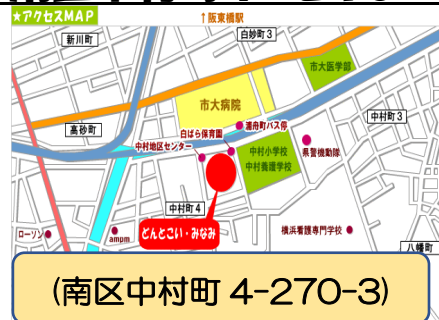 ★アクセスMAP
↑阪東橋駅
新川町
白妙町3
市大医学部
市大病院
高砂町
浦舟町バス停
中村町3
白ばら保育園
中村地区センター
中村小学校
中村養護学校
県警機動隊
中村町4
どんとこい・みなみ
ローソン
ampm
横浜看護専門学校
八幡町
(南区中村町 4-270-3)